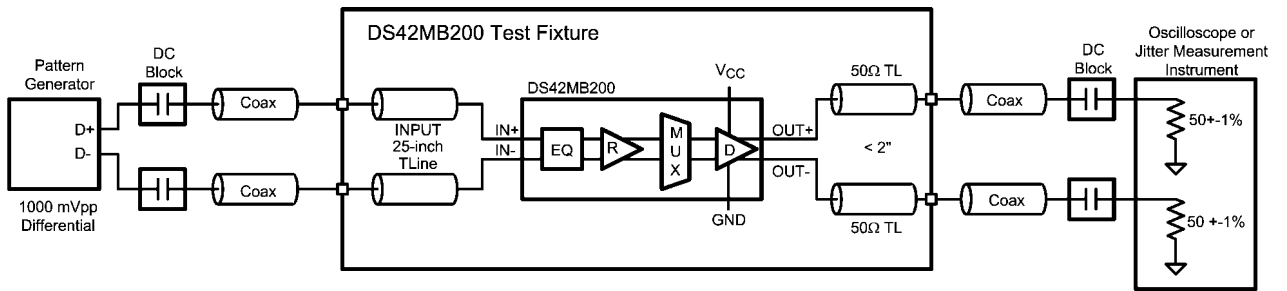 Pattern
Generator
D+
D-
1000 mVpp
Differential
DC
Block
Coax
Coax
DS42MB200 Test Fixture
INPUT
25-inch
TLine
DS42MB200
IN+
IN-
EQ
R
M
U
X
D
VCC
GND
OUT+
OUT-
50Ω TL
< 2"
50Ω TL
Coax
Coax
DC
Block
Oscilloscope or
Jitter Measurement
Instrument
50+-1%
50 +-1%